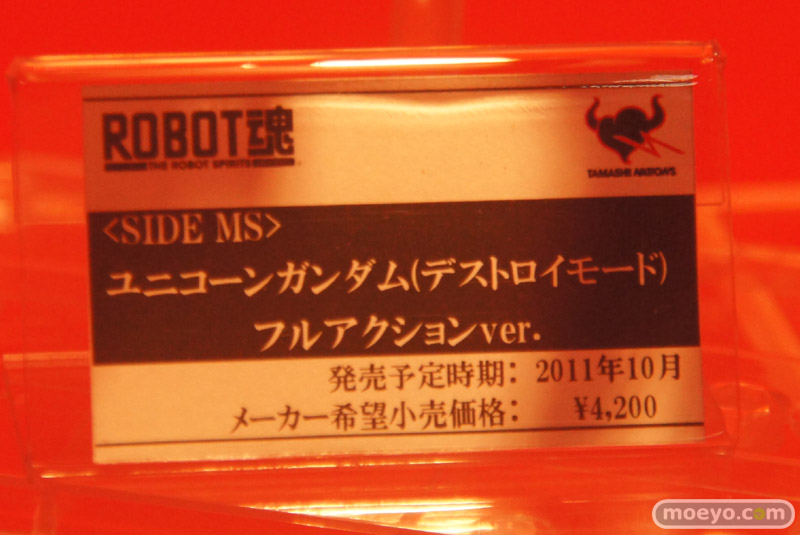 ROBOT魂
THE ROBOT SPIRITS
TAMASHII NATIONS
<SIDE MS>
ユニコーンガンダム(デストロイモード)
フルアクションver.
発売予定時期：2011年10月
メーカー希望小売価格：¥4,200
moeyo.com